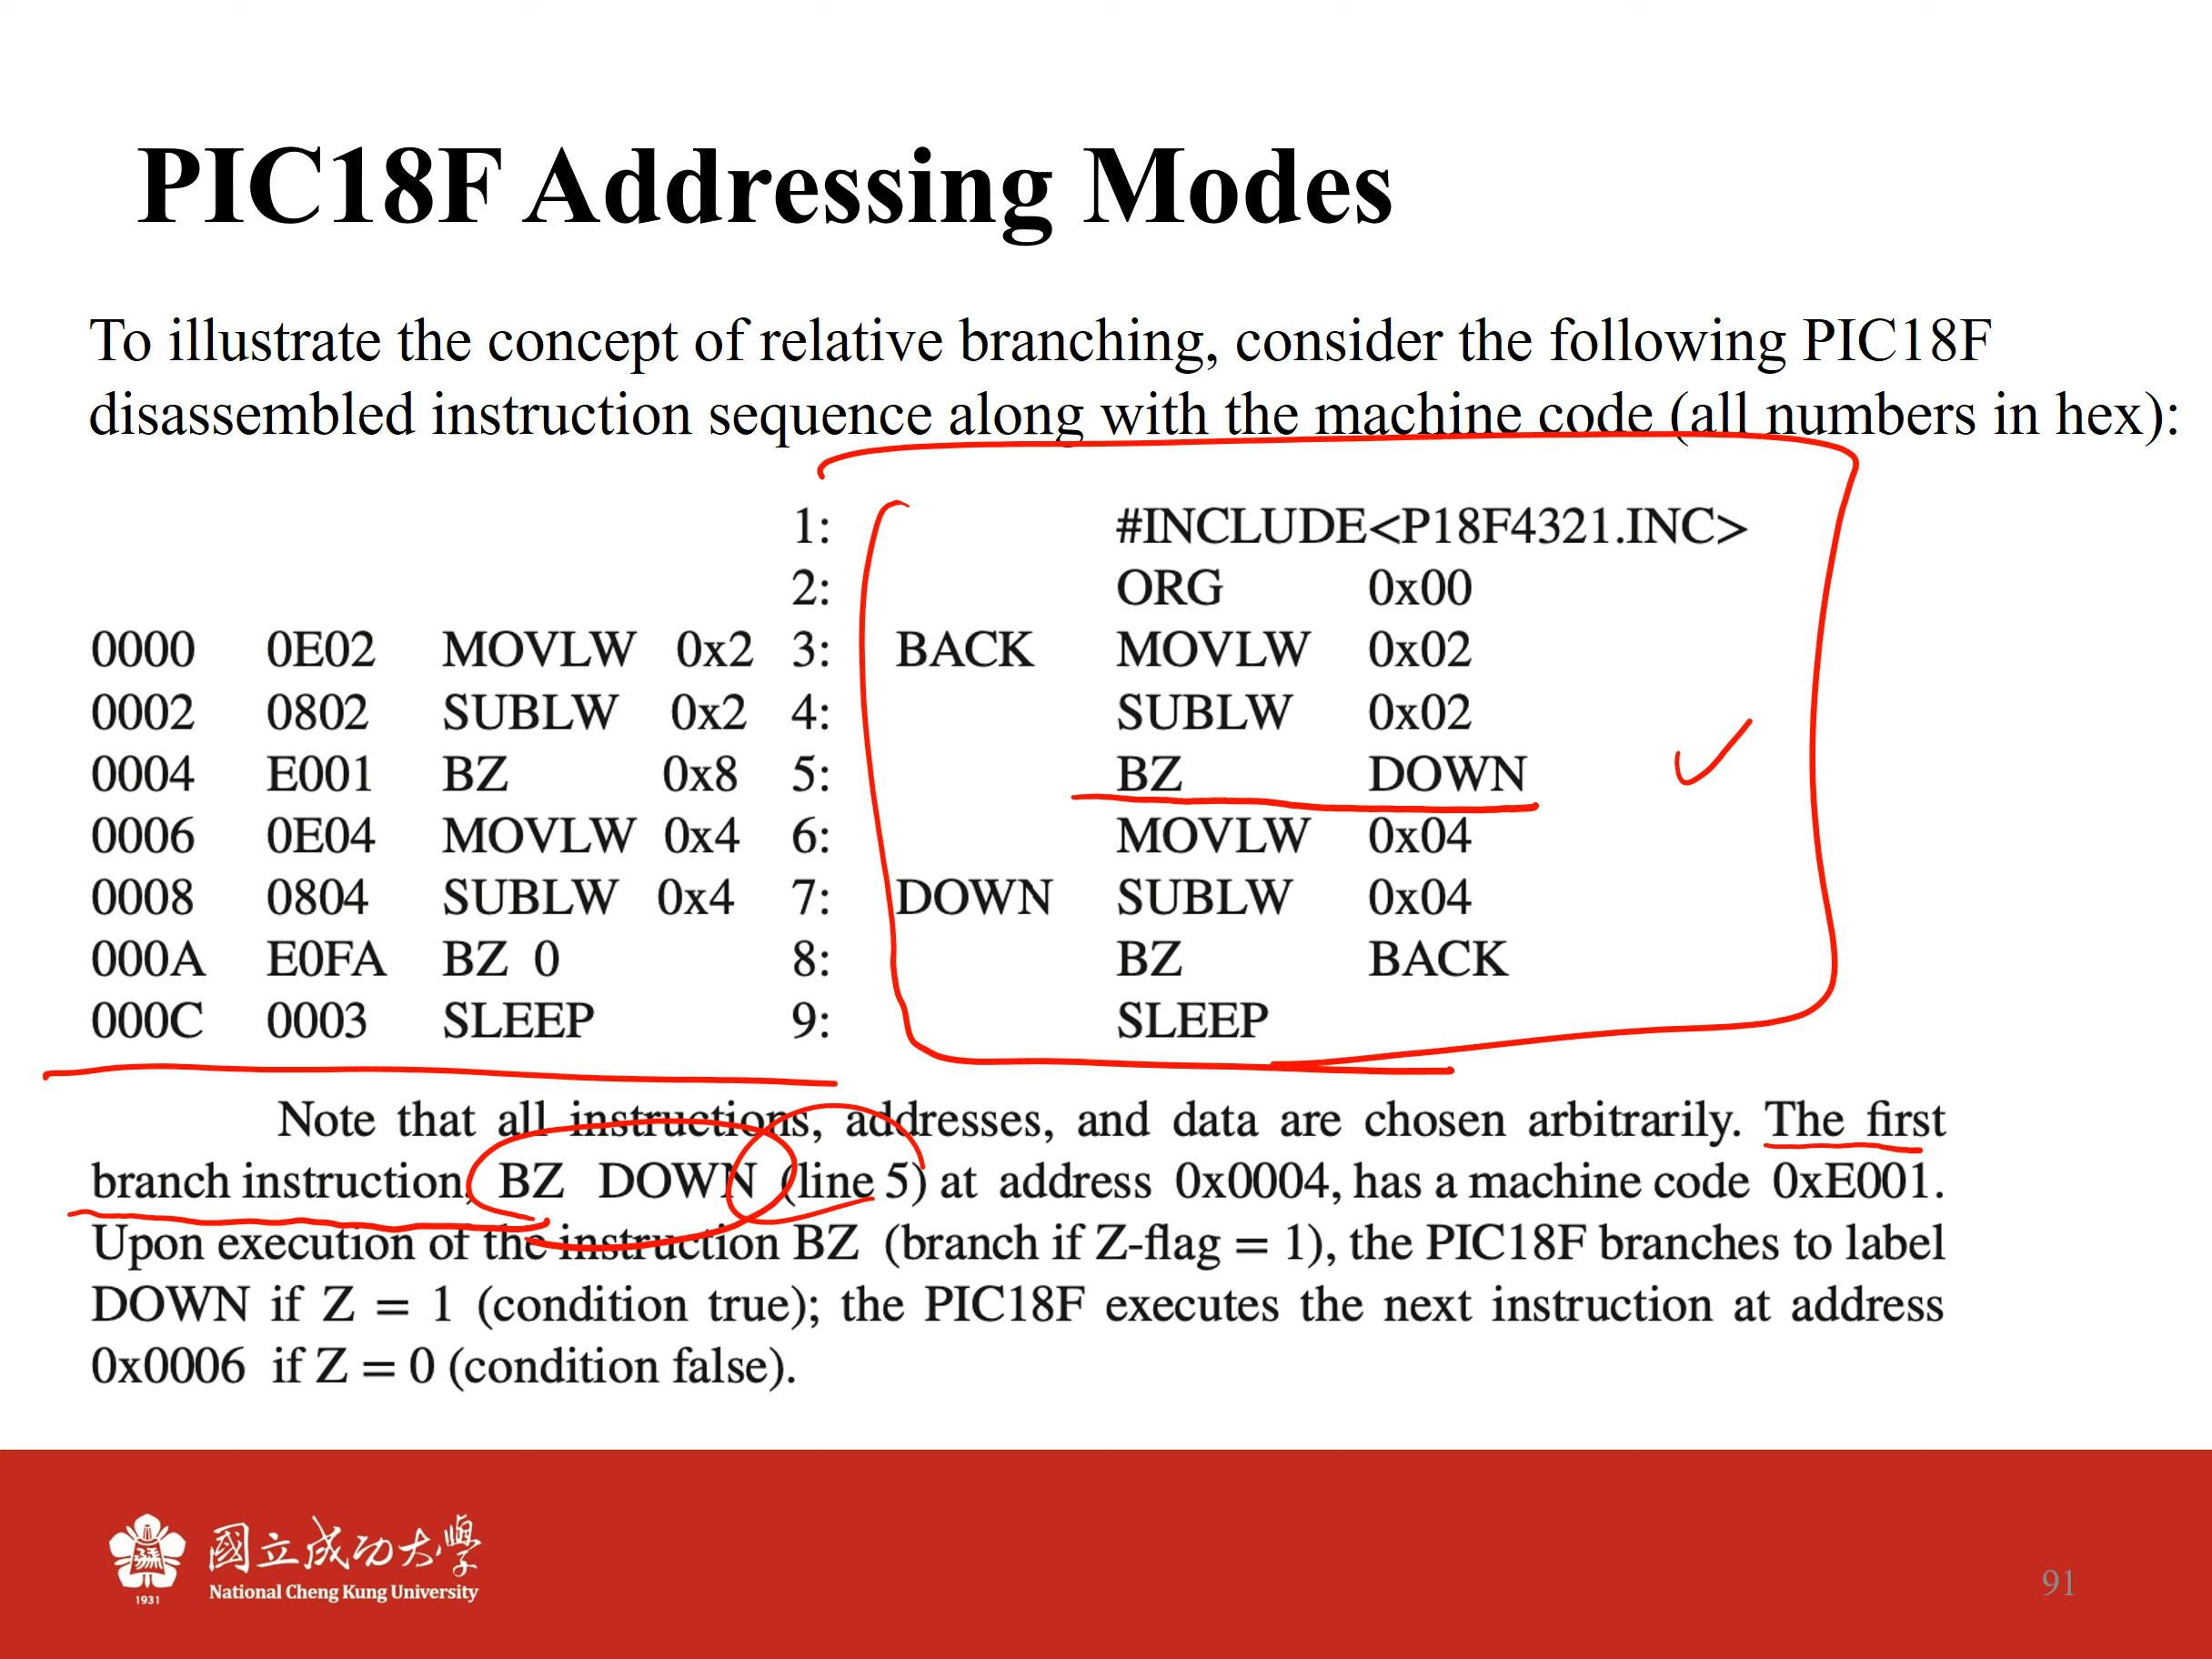 PIC18F Addressing Modes
To illustrate the concept of relative branching, consider the following PIC18F
disassembled instruction sequence along with the machine code (all numbers in hex):
1: #INCLUDE<P18F4321.INC>
2: ORG 0x00
0000 0E02 MOVLW 0x2 3: BACK MOVLW 0x02
0002 0802 SUBLW 0x2 4: SUBLW 0x02
0004 E001 BZ 0x8 5: BZ DOWN
0006 0E04 MOVLW 0x4 6: MOVLW 0x04
0008 0804 SUBLW 0x4 7: DOWN SUBLW 0x04
000A E0FA BZ 0 8: BZ BACK
000C 0003 SLEEP 9: SLEEP
Note that all instructions, addresses, and data are chosen arbitrarily. The first
branch instruction, BZ DOWN (line 5) at address 0x0004, has a machine code 0xE001.
Upon execution of the instruction BZ (branch if Z-flag = 1), the PIC18F branches to label
DOWN if Z = 1 (condition true); the PIC18F executes the next instruction at address
0x0006 if Z = 0 (condition false).
國立成功大學
National Cheng Kung University
1931
91